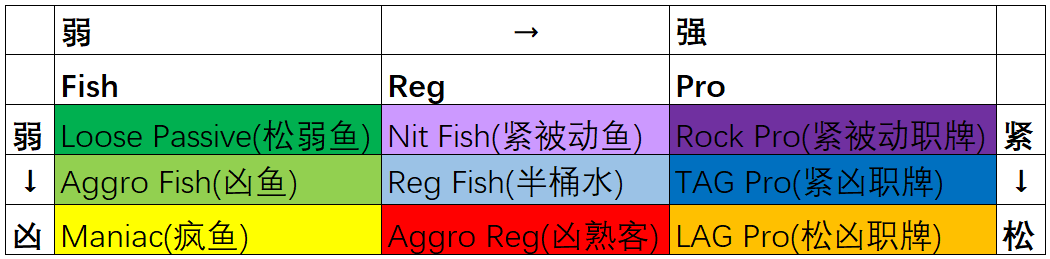 弱 → 强
Fish Reg Pro
弱 Loose Passive(松弱鱼) Nit Fish(紧被动鱼) Rock Pro(紧被动职牌) 紧
↓ Aggro Fish(凶鱼) Reg Fish(半桶水) TAG Pro(紧凶职牌) ↓
凶 Maniac(疯鱼) Aggro Reg(凶熟客) LAG Pro(松凶职牌) 松